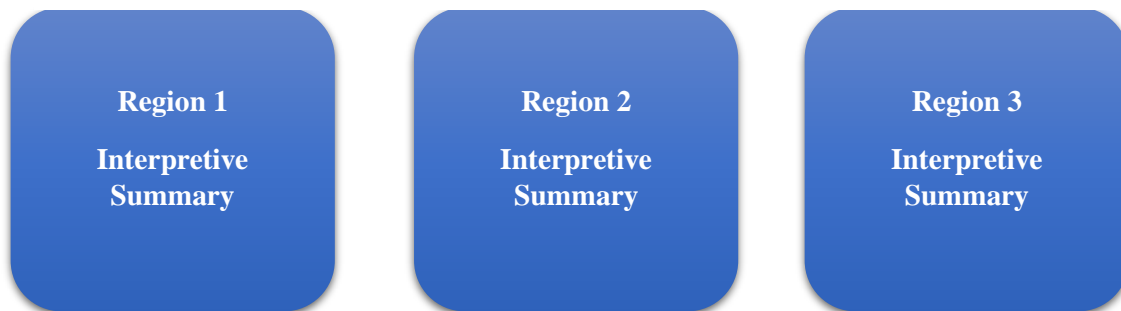 Region 1
Interpretive
Summary
Region 2
Interpretive
Summary
Region 3
Interpretive
Summary